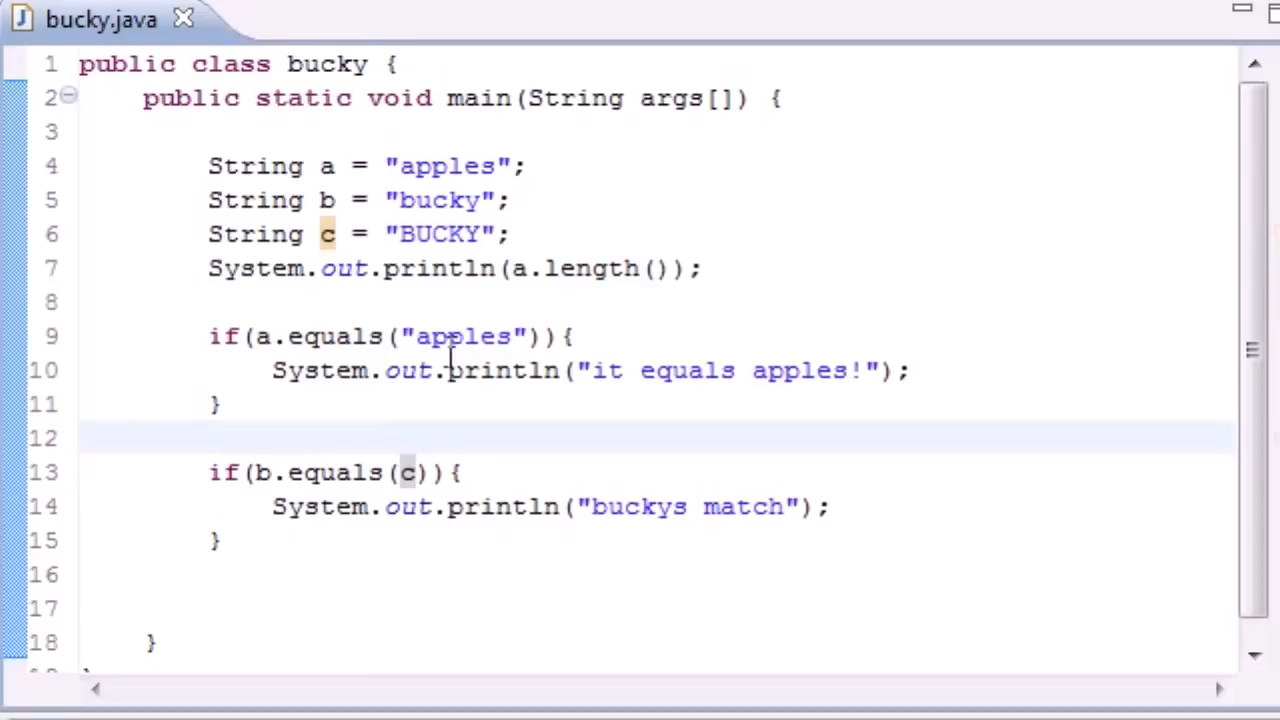 bucky.java
1 public class bucky {
2 public static void main(String args[]) {
3
4 String a = "apples";
5 String b = "bucky";
6 String c = "BUCKY";
7 System.out.println(a.length());
8
9 if(a.equals("apples")){
10 System.out.println("it equals apples!");
11 }
12
13 if(b.equals(c)){
14 System.out.println("buckys match");
15 }
16
17
18 }